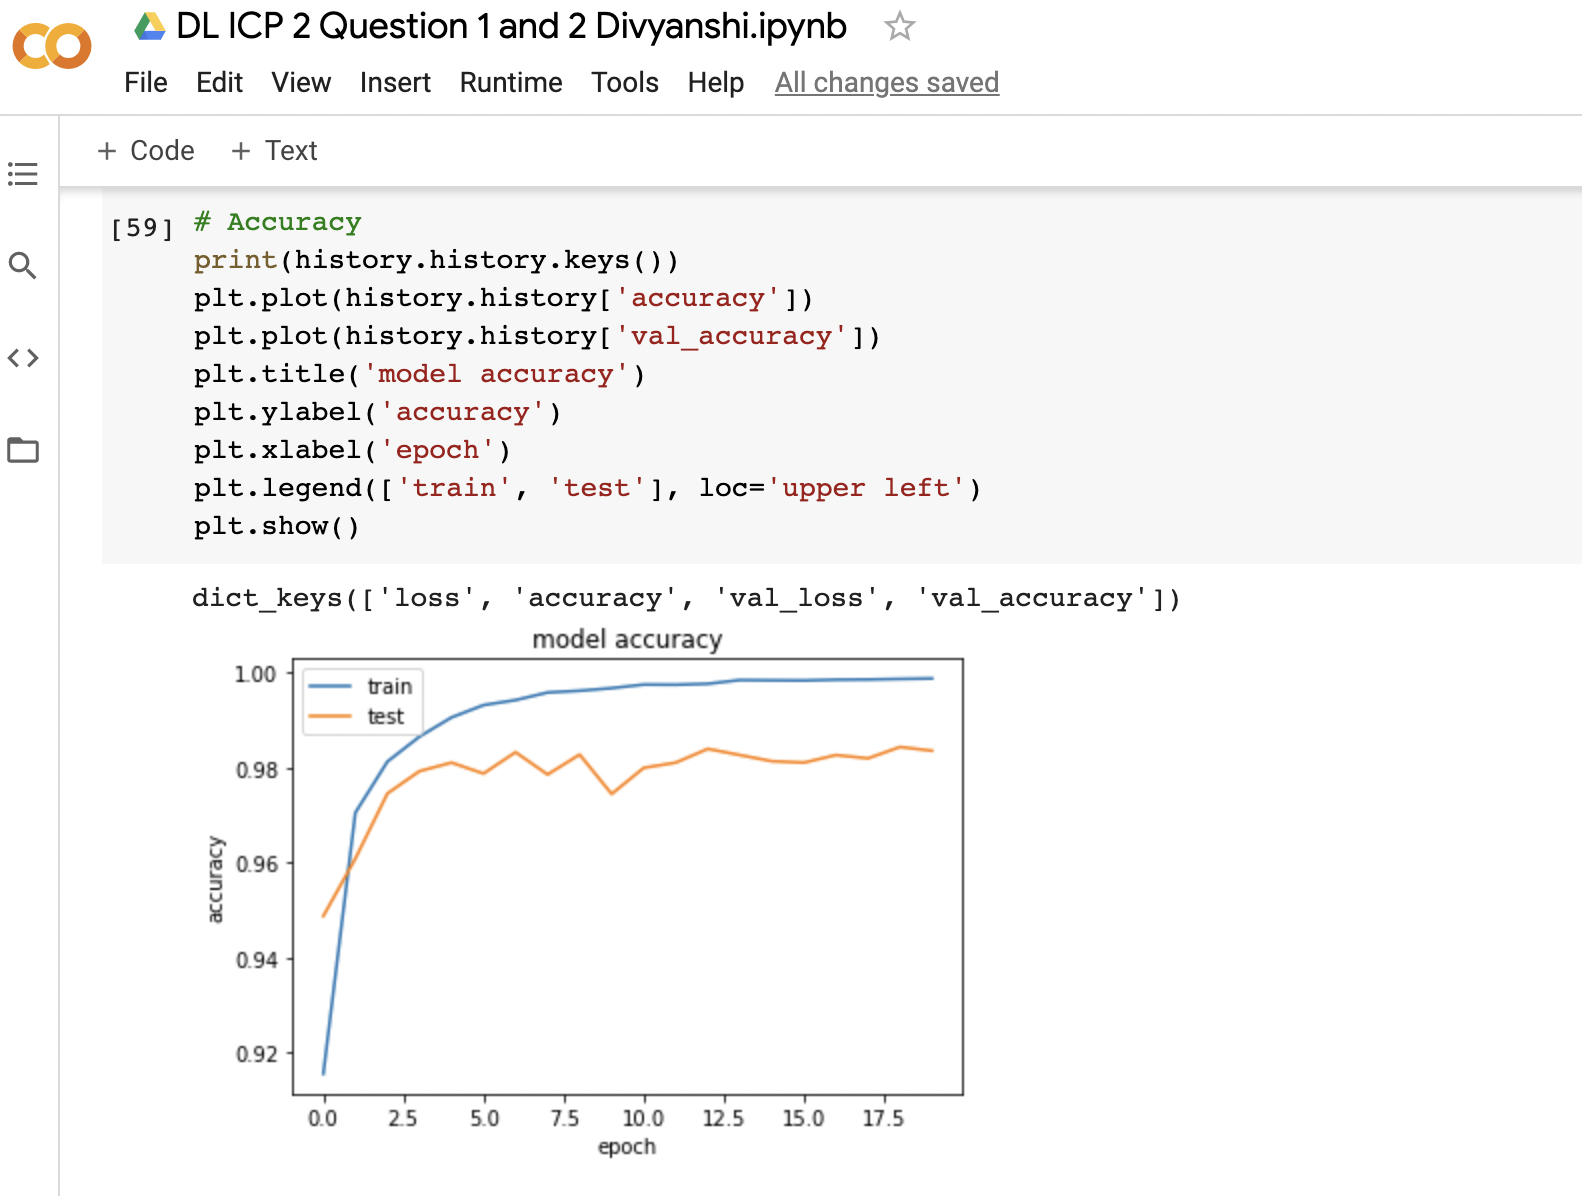 DL ICP 2 Question 1 and 2 Divyanshi.ipynb
File Edit View Insert Runtime Tools Help All changes saved
+ Code + Text
[59] # Accuracy
print(history.history.keys())
plt.plot(history.history['accuracy'])
plt.plot(history.history['val_accuracy'])
plt.title('model accuracy')
plt.ylabel('accuracy')
plt.xlabel('epoch')
plt.legend(['train', 'test'], loc='upper left')
plt.show()
dict_keys(['loss', 'accuracy', 'val_loss', 'val_accuracy'])
model accuracy
train
test
1.00
0.98
0.96
0.94
0.92
accuracy
0.0 2.5 5.0 7.5 10.0 12.5 15.0 17.5
epoch